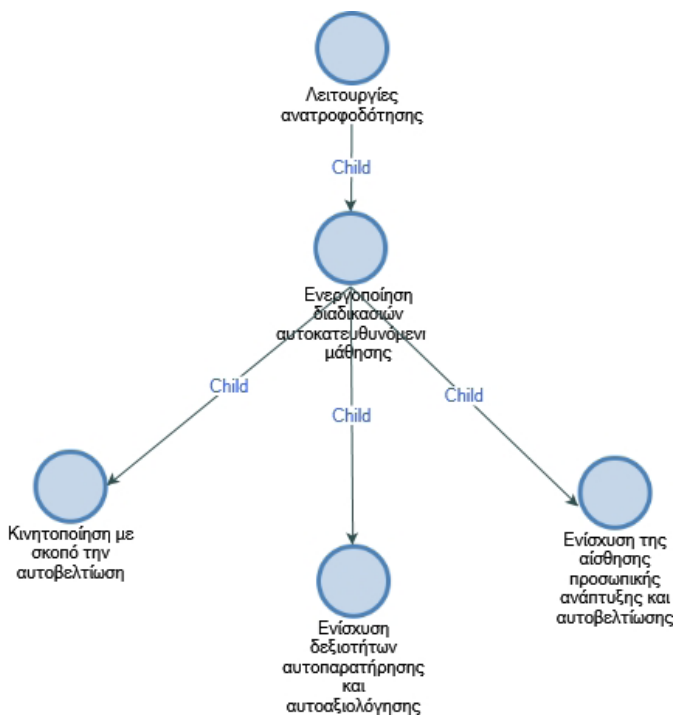 Λειτουργίες
ανατροφοδότησης
Child
Ενεργοποίηση
διαδικασιών
αυτοκατευθυνόμενι
μάθησης
Child
Child
Child
Κινητοποίηση με
σκοπό την
αυτοβελτίωση
Ενίσχυση της
αίσθησης
προσωπικής
ανάπτυξης και
αυτοβελτίωσης
Ενίσχυση
δεξιοτήτων
αυτοπαρατήρησης
και
αυτοαξιολόγησης